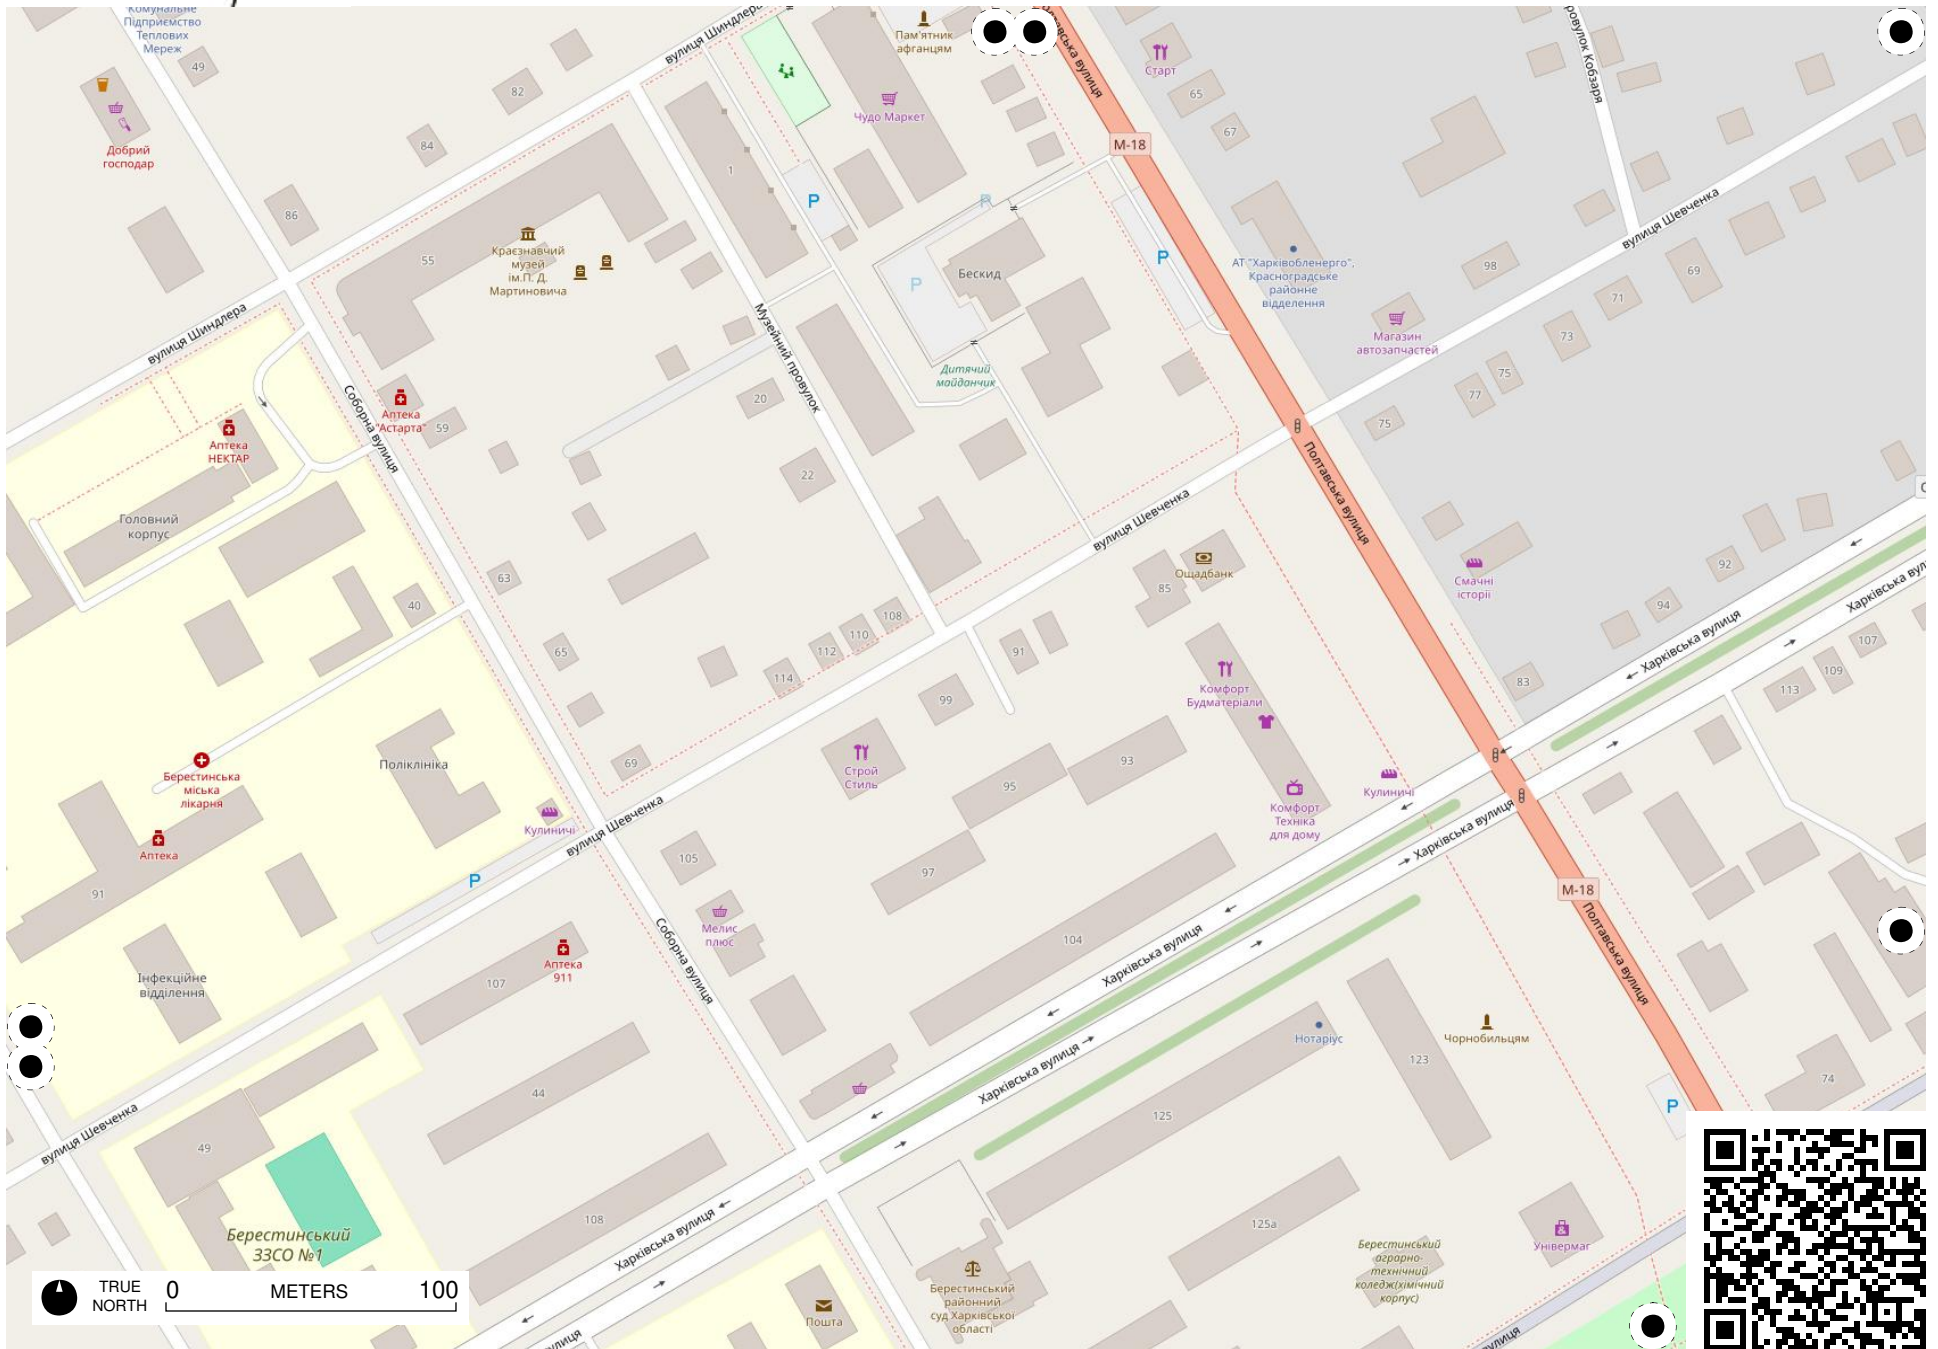 Комунальне
Підприємство
Теплових
Мереж
49
82
84
86
вулиця Шиндлера
Пам'ятник
афганцям
Чудо Маркет
Полтавська вулиця
Старт
65
67
М-18
провулок Кобзаря
Добрий
господар
1
P
P
P
P
55
Краєзнавчий
музей
ім.П. Д.
Мартиновича
Бескид
АТ "Харківобленерго",
Красноградське
районне
відділення
98
вулиця Шевченка
69
71
73
75
77
75
Магазин
автозапчастей
вулиця Шиндлера
Музейний провулок
Дитячий
майданчик
20
22
Соборна вулиця
Аптека
"Астарта"
59
Аптека
НЕКТАР
Головний
корпус
Полтавська вулиця
вулиця Шевченка
Ощадбанк
85
63
40
65
108
110
112
114
91
99
Смачні
історії
92
94
Харківська вулиця
Харківська вул
107
109
113
83
Комфорт
Будматеріали
Строй
Стиль
93
95
Комфорт
Техніка
для дому
Кулиничі
Поліклініка
69
Берестинська
міська
лікарня
Аптека
Кулиничі
вулиця Шевченка
P
91
105
Мелис
плюс
97
Харківська вулиця
М-18
Полтавська вулиця
104
Харківська вулиця
Соборна вулиця
Аптека
911
107
Інфекційне
відділення
Нотаріус
Чорнобильцям
123
74
P
Харківська вулиця
125
44
вулиця Шевченка
49
108
125а
Берестинський
ЗЗСО №1
Харківська вулиця
Універмаг
Берестинський
аграрно-
технічний
коледж(хімічний
корпус)
Берестинський
районний
суд Харківської
області
Пошта
TRUE
NORTH
0
METERS
100